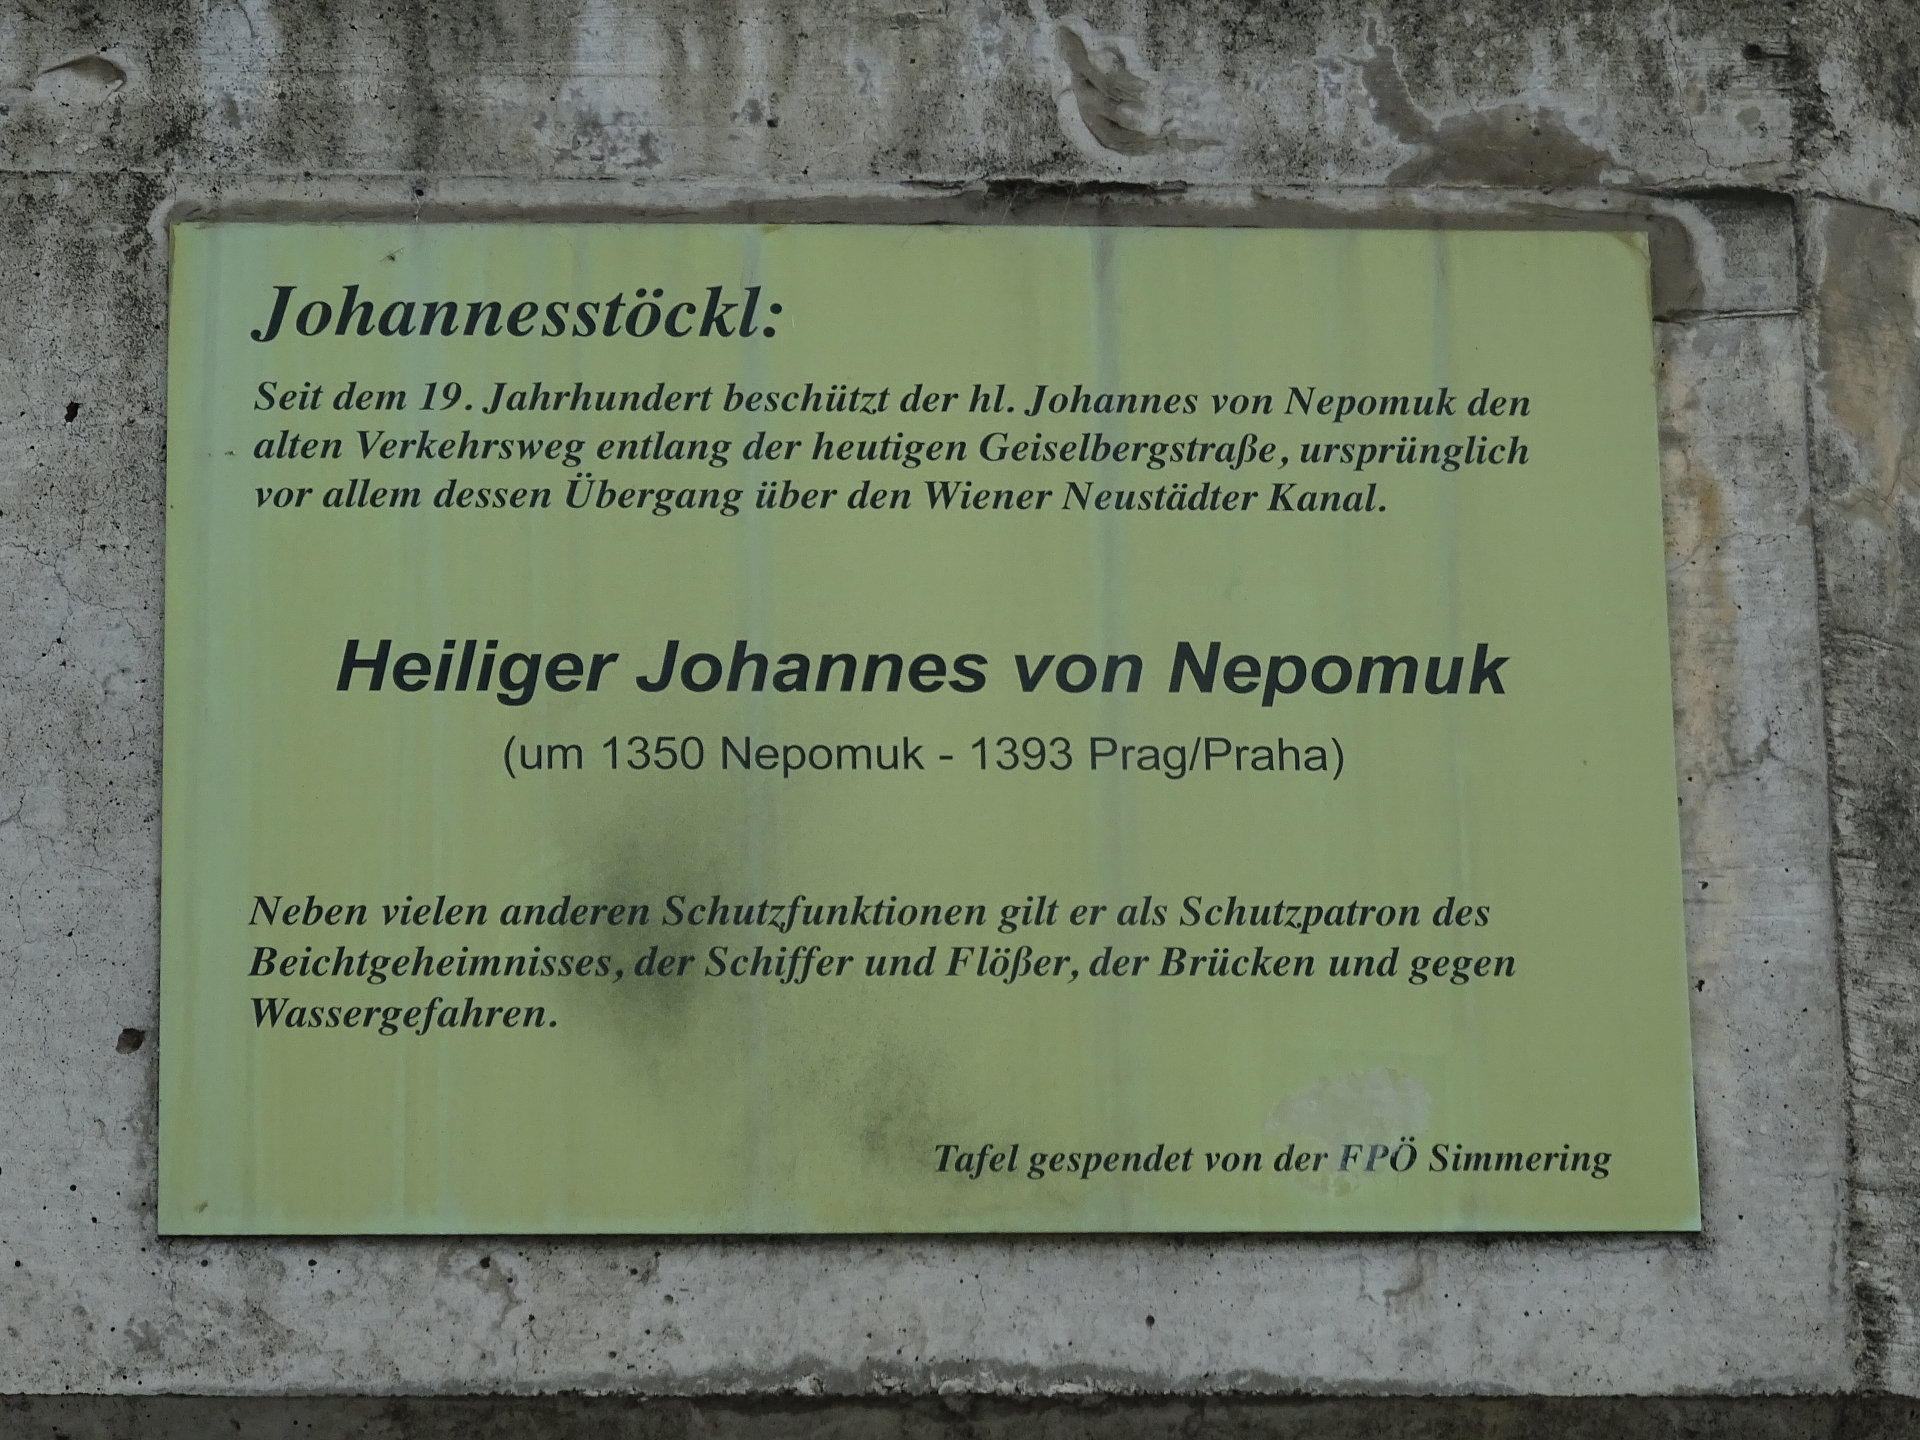 Johannesstöckl:
Seit dem 19. Jahrhundert beschützt der hl. Johannes von Nepomuk den
alten Verkehrsweg entlang der heutigen Geiselbergstraße, ursprünglich
vor allem dessen Übergang über den Wiener Neustädter Kanal.
Heiliger Johannes von Nepomuk
(um 1350 Nepomuk - 1393 Prag/Praha)
Neben vielen anderen Schutzfunktionen gilt er als Schutzpatron des
Beichtgeheimnisses, der Schiffer und Flößer, der Brücken und gegen
Wassergefahren.
Tafel gespendet von der FPÖ Simmering